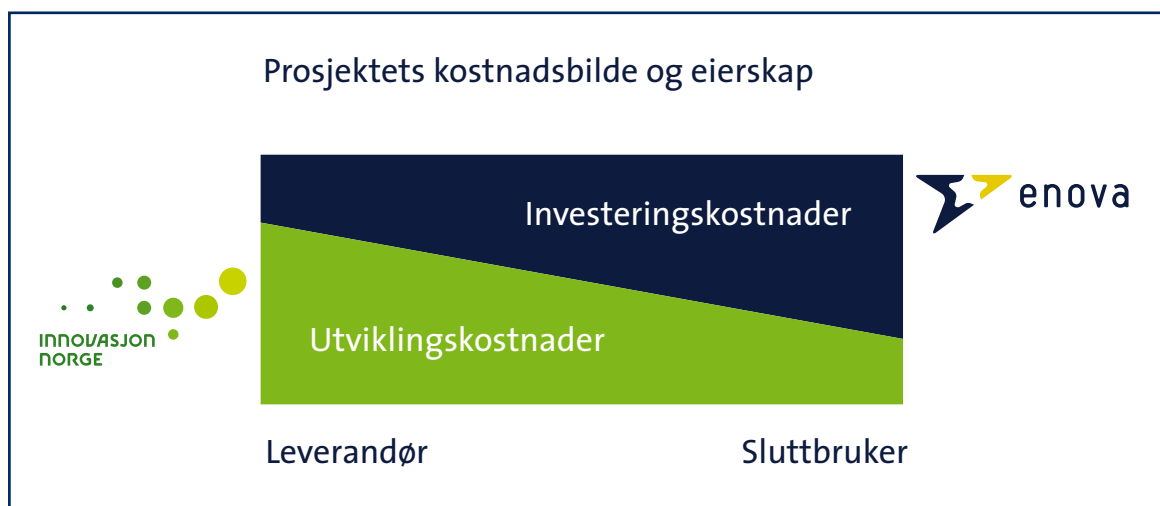 Prosjektets kostnadsbilde og eierskap
Investeringskostnader
enova
INNOVASJON
NORGE
Utviklingskostnader
Leverandør
Sluttbruker